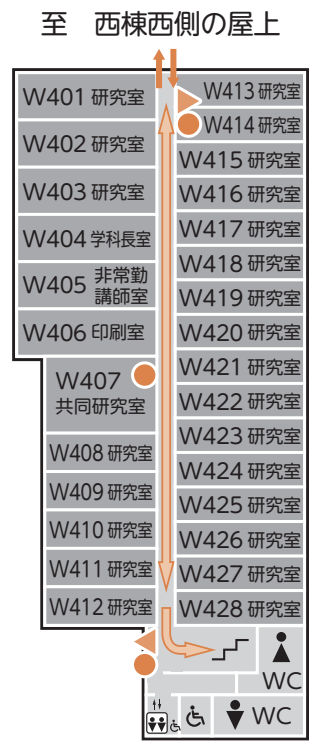 至　西棟西側の屋上
W401 研究室
W402 研究室
W403 研究室
W404 学科長室
W405 非常勤
講師室
W406 印刷室
W407
共同研究室
W408 研究室
W409 研究室
W410 研究室
W411 研究室
W412 研究室
W413 研究室
W414 研究室
W415 研究室
W416 研究室
W417 研究室
W418 研究室
W419 研究室
W420 研究室
W421 研究室
W422 研究室
W423 研究室
W424 研究室
W425 研究室
W426 研究室
W427 研究室
W428 研究室
WC
WC